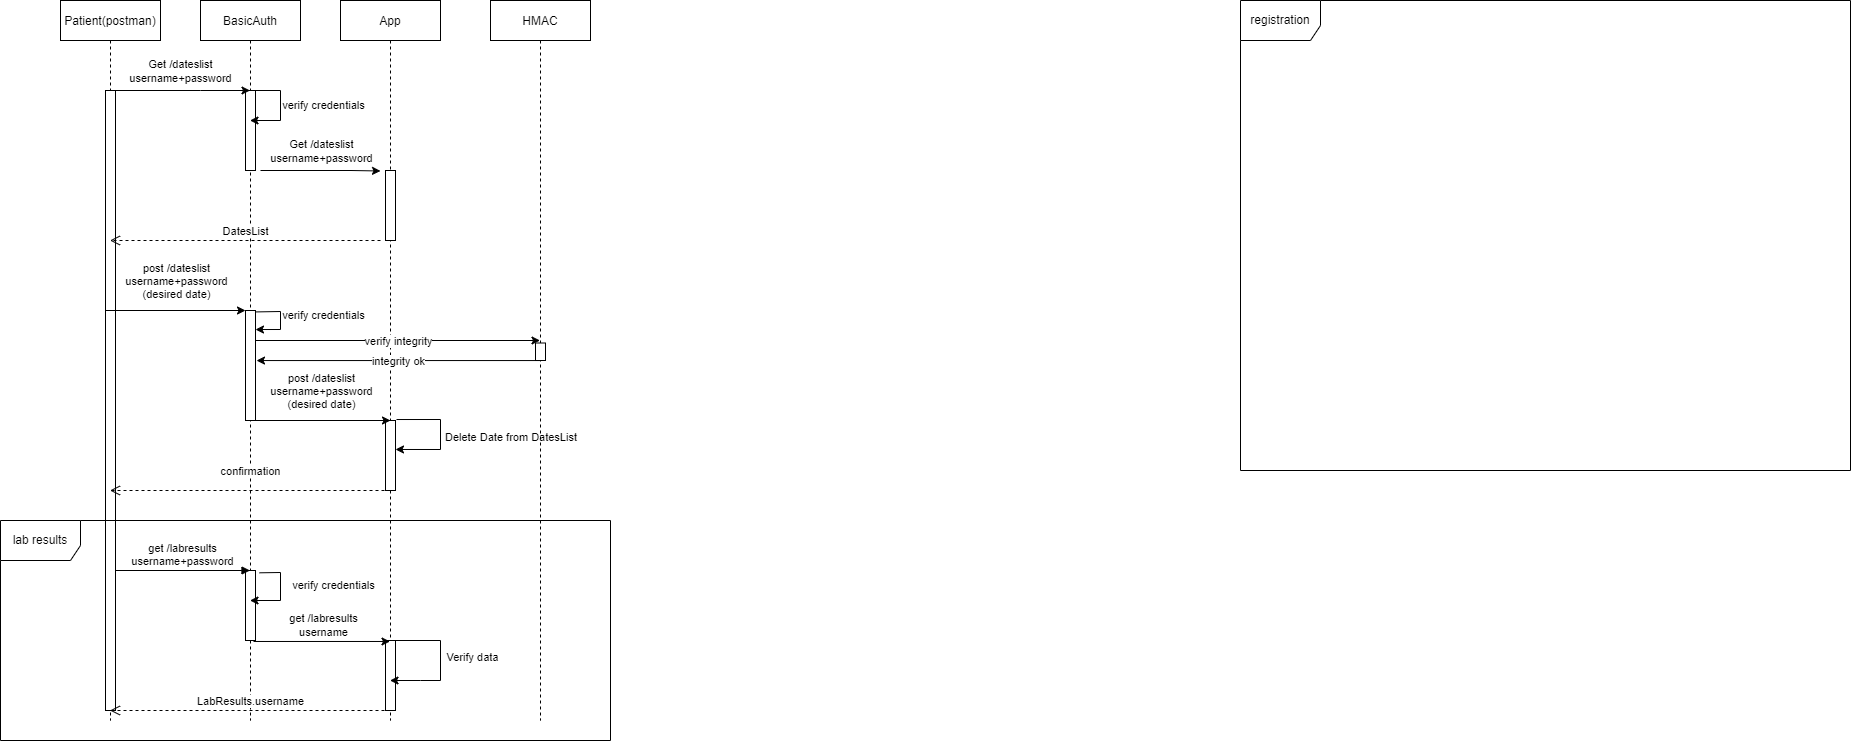 Patient(postman)
BasicAuth
App
HMAC
registration
Get /dateslist
username+password
verify credentials
Get /dateslist
username+password
DatesList
post /dateslist
username+password
(desired date)
verify credentials
verify integrity
integrity ok
post /dateslist
username+password
(desired date)
Delete Date from DatesList
confirmation
lab results
get /labresults
username+password
verify credentials
get /labresults
username
Verify data
LabResults.username